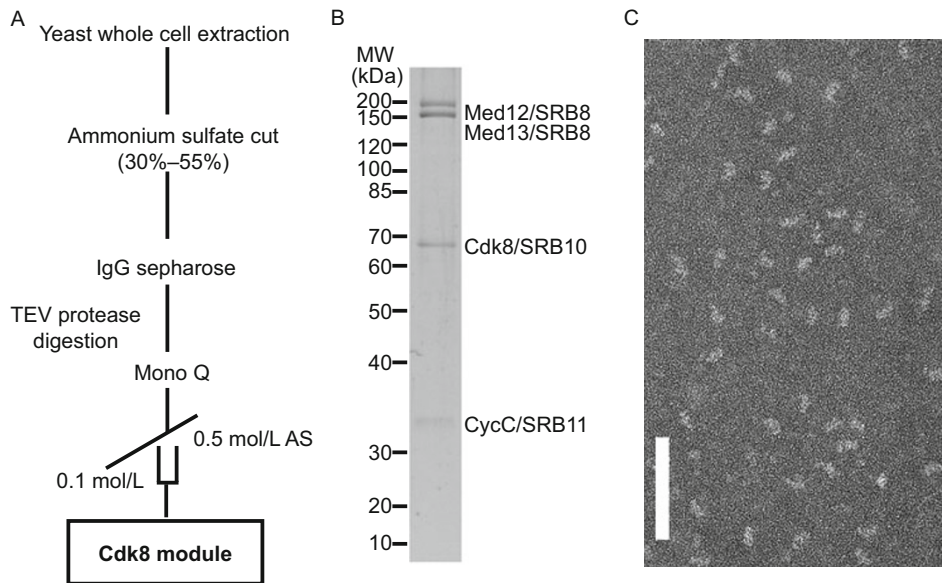 A
Yeast whole cell extraction
Ammonium sulfate cut
(30%–55%)
IgG sepharose
TEV protease
digestion
Mono Q
0.5 mol/L AS
0.1 mol/L
Cdk8 module
B
MW
(kDa)
200
150
120
100
85
70
60
50
40
30
20
10
Med12/SRB8
Med13/SRB8
Cdk8/SRB10
CycC/SRB11
C